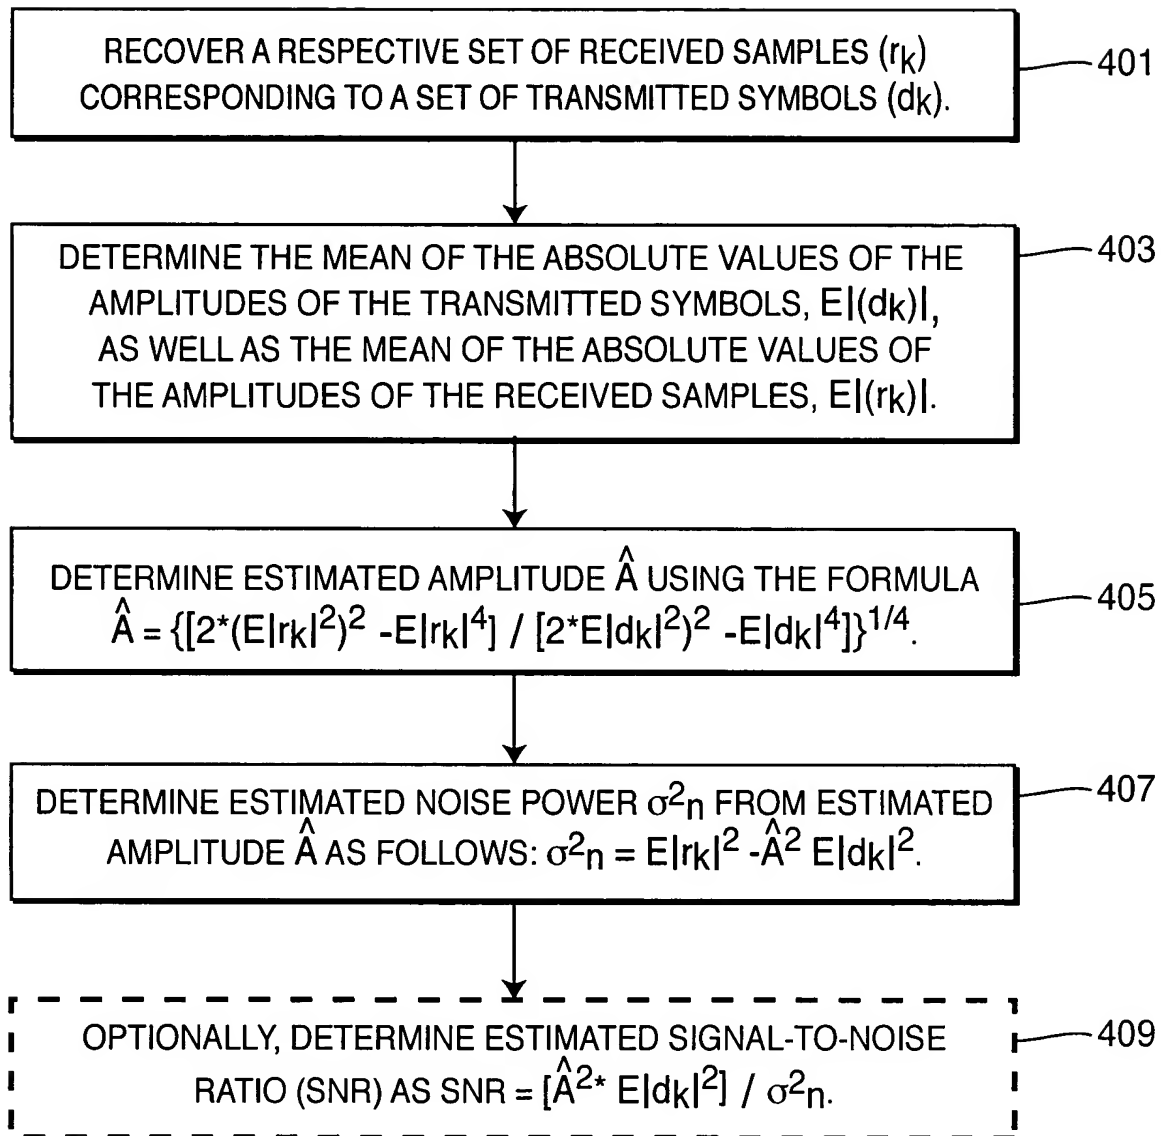 RECOVER A RESPECTIVE SET OF RECEIVED SAMPLES (rk)
CORRESPONDING TO A SET OF TRANSMITTED SYMBOLS (dk).
401
DETERMINE THE MEAN OF THE ABSOLUTE VALUES OF THE
AMPLITUDES OF THE TRANSMITTED SYMBOLS, E|(dk)|,
AS WELL AS THE MEAN OF THE ABSOLUTE VALUES OF
THE AMPLITUDES OF THE RECEIVED SAMPLES, E|(rk)|.
403
DETERMINE ESTIMATED AMPLITUDE Â USING THE FORMULA
Â = {[2*(E|rk|²)² -E|rk|⁴] / [2*E|dk|²)² -E|dk|⁴]}^1/4.
405
DETERMINE ESTIMATED NOISE POWER σ²n FROM ESTIMATED
AMPLITUDE Â AS FOLLOWS: σ²n = E|rk|² -Â² E|dk|².
407
OPTIONALLY, DETERMINE ESTIMATED SIGNAL-TO-NOISE
RATIO (SNR) AS SNR = [Â²* E|dk|²] / σ²n.
409